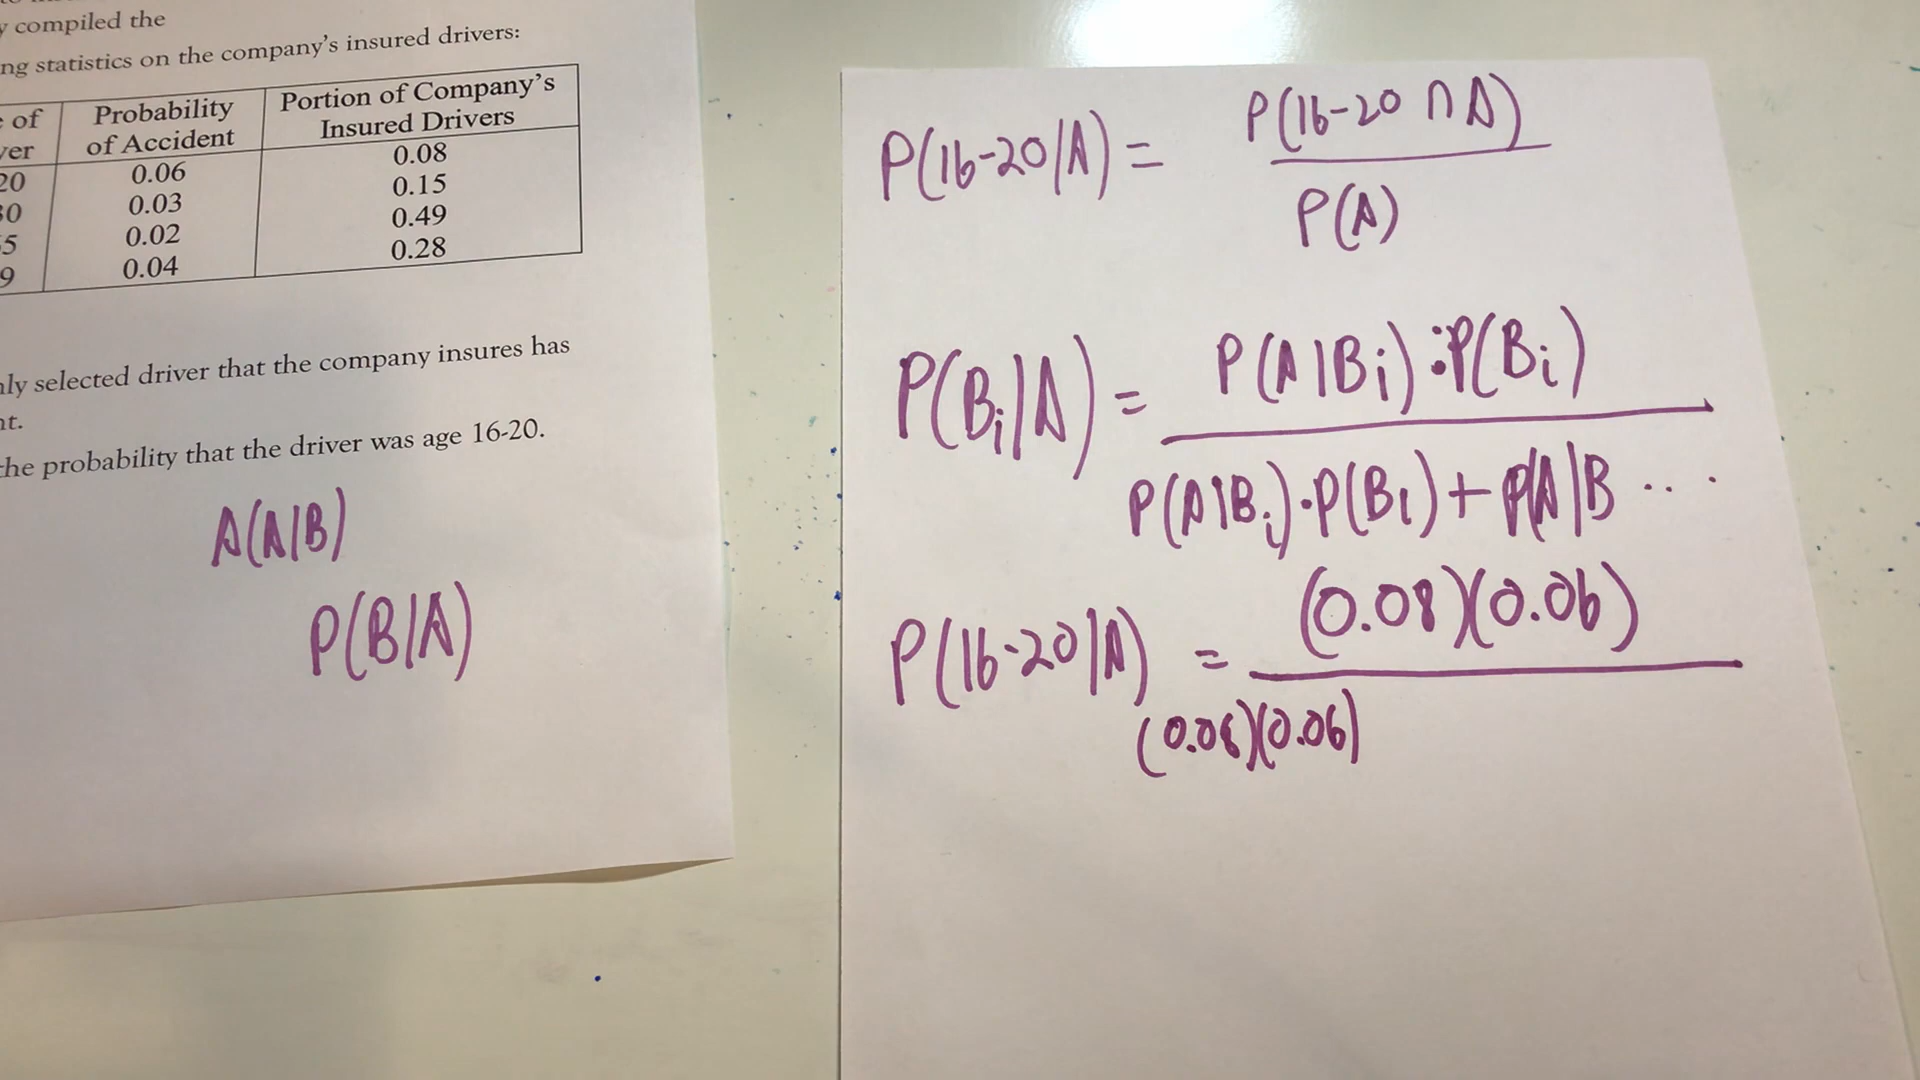 compiled the
ng statistics on the company's insured drivers:
of Probability of Accident Portion of Company's Insured Drivers
ver
20 0.06 0.08
30 0.03 0.15
5 0.02 0.49
9 0.04 0.28
nly selected driver that the company insures has
nt.
the probability that the driver was age 16-20.
A(A|B)
P(B|A)
P(16-20|A) = P(16-20 ∩ A)
P(A)
P(Bi|A) = P(A|Bi)·P(Bi)
P(A|Bi)·P(Bi) + P(A|B ...
P(16-20|A) = (0.08)(0.06)
(0.08)(0.06)